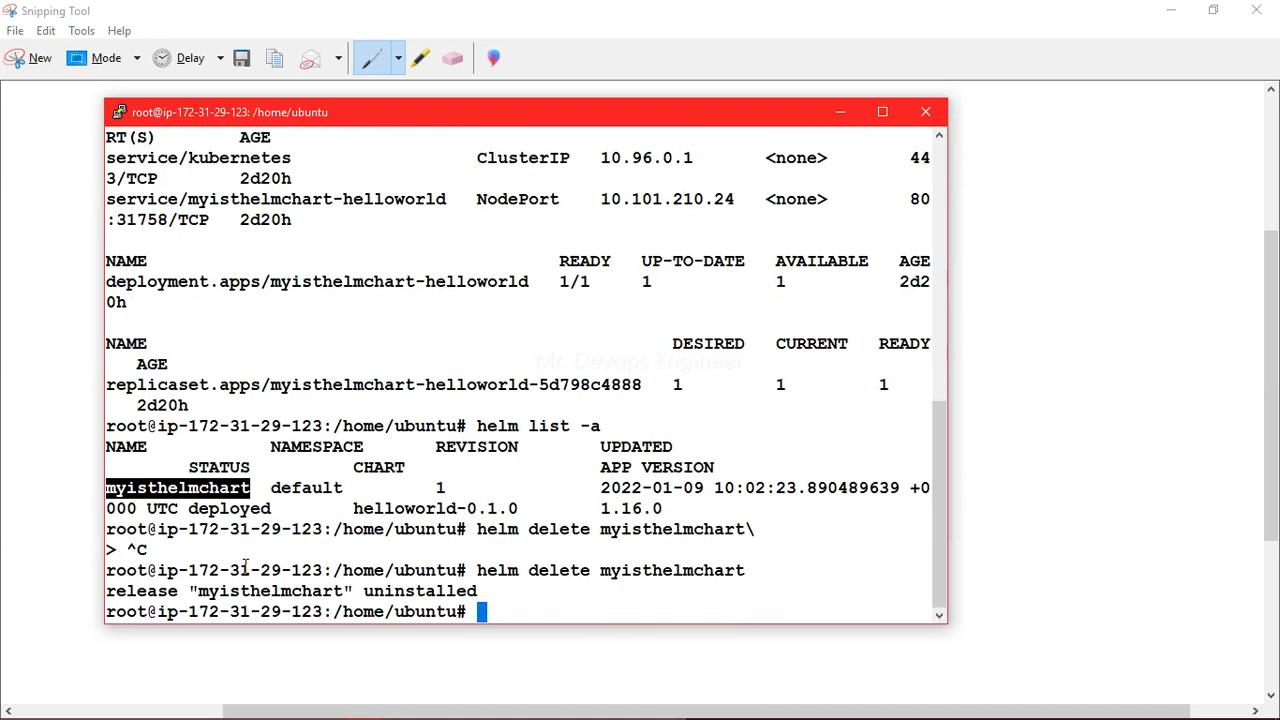 Snipping Tool
File Edit Tools Help
New Mode Delay
root@ip-172-31-29-123: /home/ubuntu
RT(S) AGE
service/kubernetes ClusterIP 10.96.0.1 <none> 44
3/TCP 2d20h
service/myisthelmchart-helloworld NodePort 10.101.210.24 <none> 80
:31758/TCP 2d20h
NAME READY UP-TO-DATE AVAILABLE AGE
deployment.apps/myisthelmchart-helloworld 1/1 1 1 2d2
0h
NAME DESIRED CURRENT READY
Mr. Devops Engineer
AGE
replicaset.apps/myisthelmchart-helloworld-5d798c4888 1 1 1
2d20h
root@ip-172-31-29-123:/home/ubuntu# helm list -a
NAME NAMESPACE REVISION UPDATED
STATUS CHART APP VERSION
myisthelmchart default 1 2022-01-09 10:02:23.890489639 +0
000 UTC deployed helloworld-0.1.0 1.16.0
root@ip-172-31-29-123:/home/ubuntu# helm delete myisthelmchart\
> ^C
root@ip-172-31-29-123:/home/ubuntu# helm delete myisthelmchart
release "myisthelmchart" uninstalled
root@ip-172-31-29-123:/home/ubuntu#